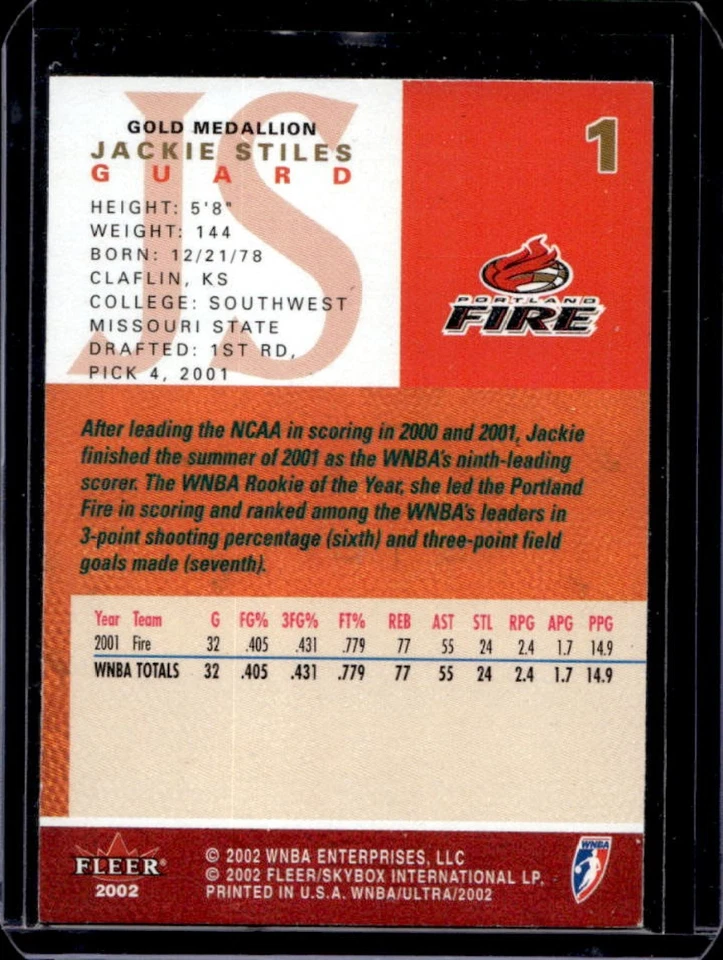 GOLD MEDALLION
JACKIE STILES
GUARD
1
HEIGHT: 5'8"
WEIGHT: 144
BORN: 12/21/78
CLAFLIN, KS
COLLEGE: SOUTHWEST
MISSOURI STATE
DRAFTED: 1ST RD,
PICK 4, 2001
JS
PORTLAND
FIRE
After leading the NCAA in scoring in 2000 and 2001, Jackie
finished the summer of 2001 as the WNBA's ninth-leading
scorer. The WNBA Rookie of the Year, she led the Portland
Fire in scoring and ranked among the WNBA's leaders in
3-point shooting percentage (sixth) and three-point field
goals made (seventh).
Year Team G FG% 3FG% FT% REB AST STL RPG APG PPG
2001 Fire 32 .405 .431 .779 77 55 24 2.4 1.7 14.9
WNBA TOTALS 32 .405 .431 .779 77 55 24 2.4 1.7 14.9
FLEER®
2002
© 2002 WNBA ENTERPRISES, LLC
© 2002 FLEER/SKYBOX INTERNATIONAL LP.
PRINTED IN U.S.A. WNBA/ULTRA/2002
WNBA